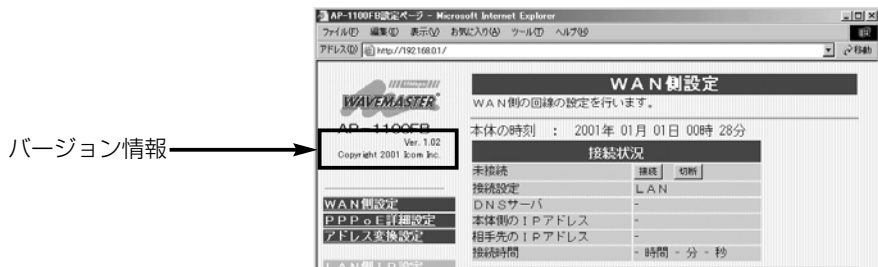 AP-1100FB設定ページ - Microsoft Internet Explorer
ファイル(F) 編集(E) 表示(V) お気に入り(A) ツール(T) ヘルプ(H)
アドレス(D) http://192.168.0.1/ 移動
WAVEMASTER
AP-1100FB
Ver. 1.02
Copyright 2001 Icom Inc.
バージョン情報
WAN側設定
PPPoE詳細設定
アドレス変換設定
LAN側IP設定
WAN側設定
WAN側の回線の設定を行います。
本体の時刻 : 2001年 01月 01日 00時 28分
接続状況
未接続 接続 切断
接続設定 LAN
DNSサーバ -
本体側のIPアドレス -
相手先のIPアドレス -
接続時間 - 時間 - 分 - 秒